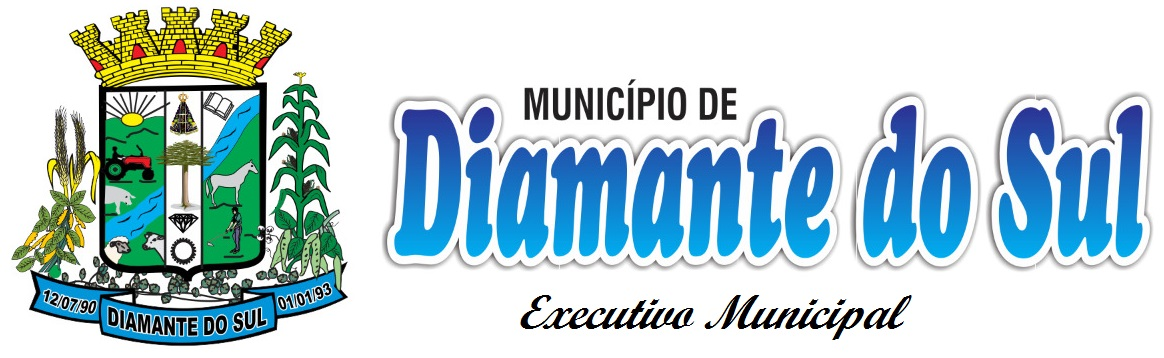 12/07/90
DIAMANTE DO SUL
01/01/93
MUNICÍPIO DE
Diamante do Sul
Executivo Municipal